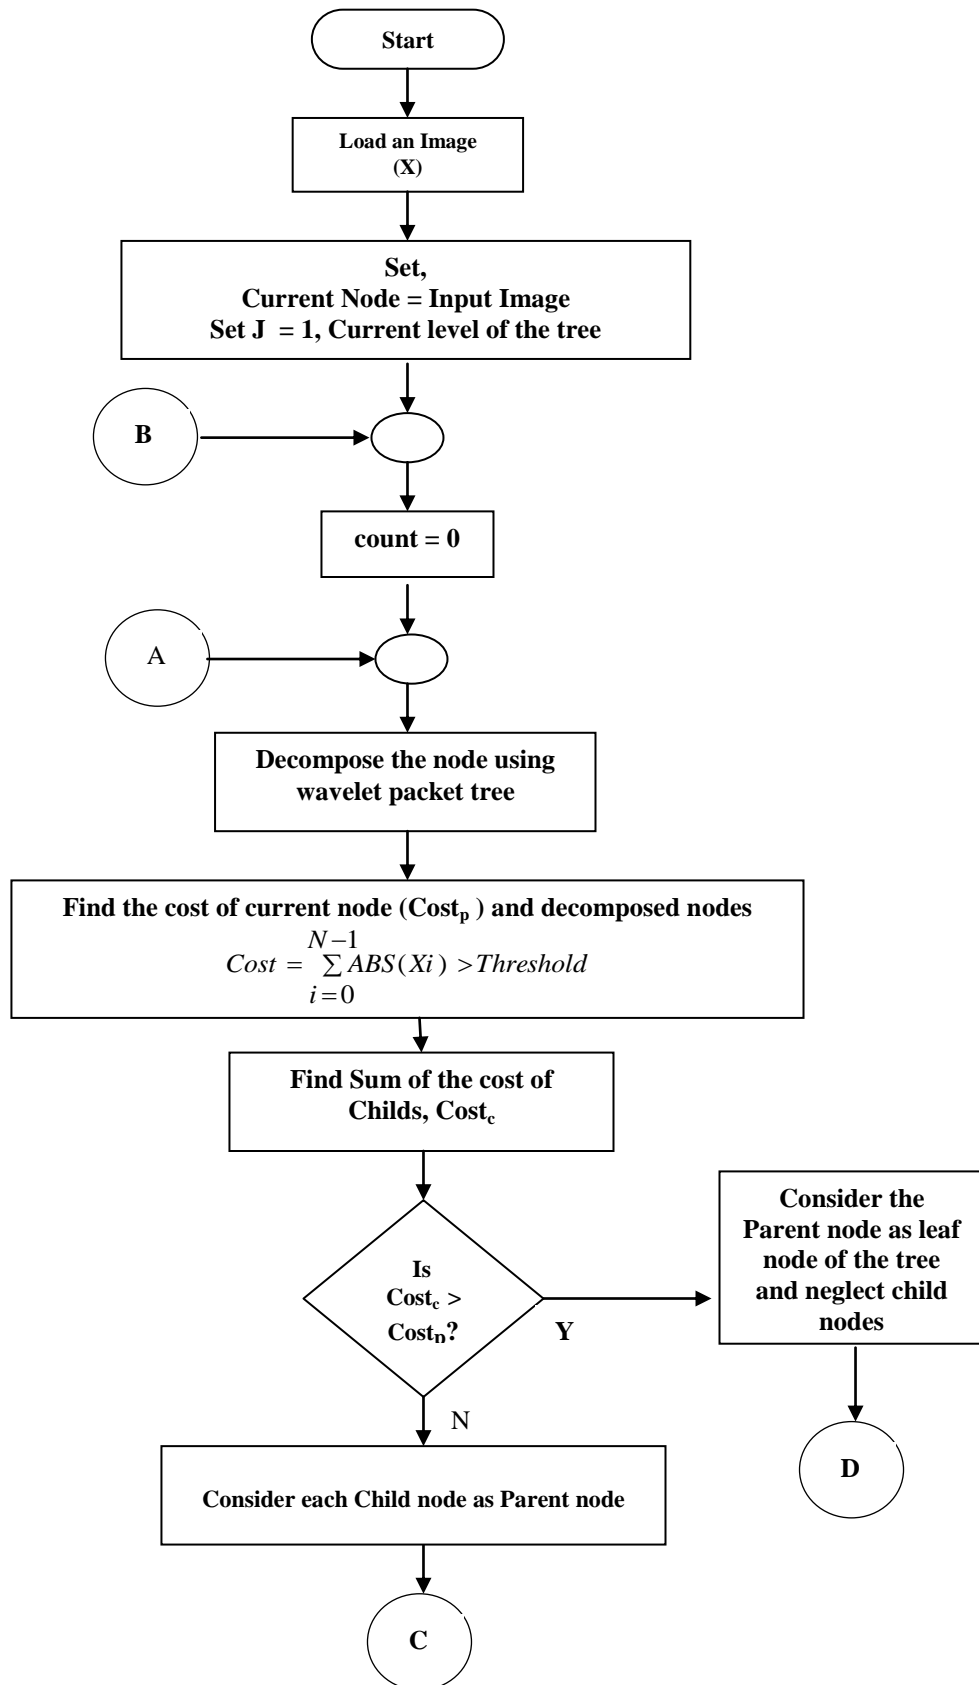 Start
Load an Image
(X)
Set,
Current Node = Input Image
Set J = 1, Current level of the tree
B
count = 0
A
Decompose the node using
wavelet packet tree
Find the cost of current node (Costp ) and decomposed nodes
N−1
Cost = ∑ ABS(Xi ) >Threshold
i=0
Find Sum of the cost of
Childs, Costc
Is
Costc >
Costp?
Y
Consider the
Parent node as leaf
node of the tree
and neglect child
nodes
N
D
Consider each Child node as Parent node
C